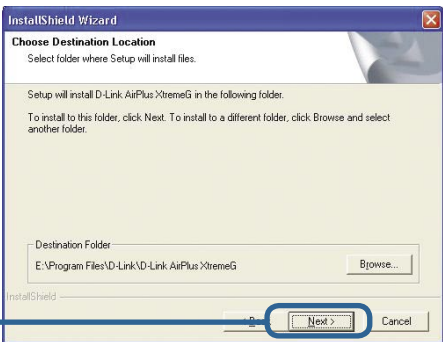 InstallShield Wizard
Choose Destination Location
Select folder where Setup will install files.
Setup will install D-Link AirPlus XtremeG in the following folder.
To install to this folder, click Next. To install to a different folder, click Browse and select
another folder.
Destination Folder
E:\Program Files\D-Link\D-Link AirPlus XtremeG
Browse...
InstallShield
Next >
Cancel